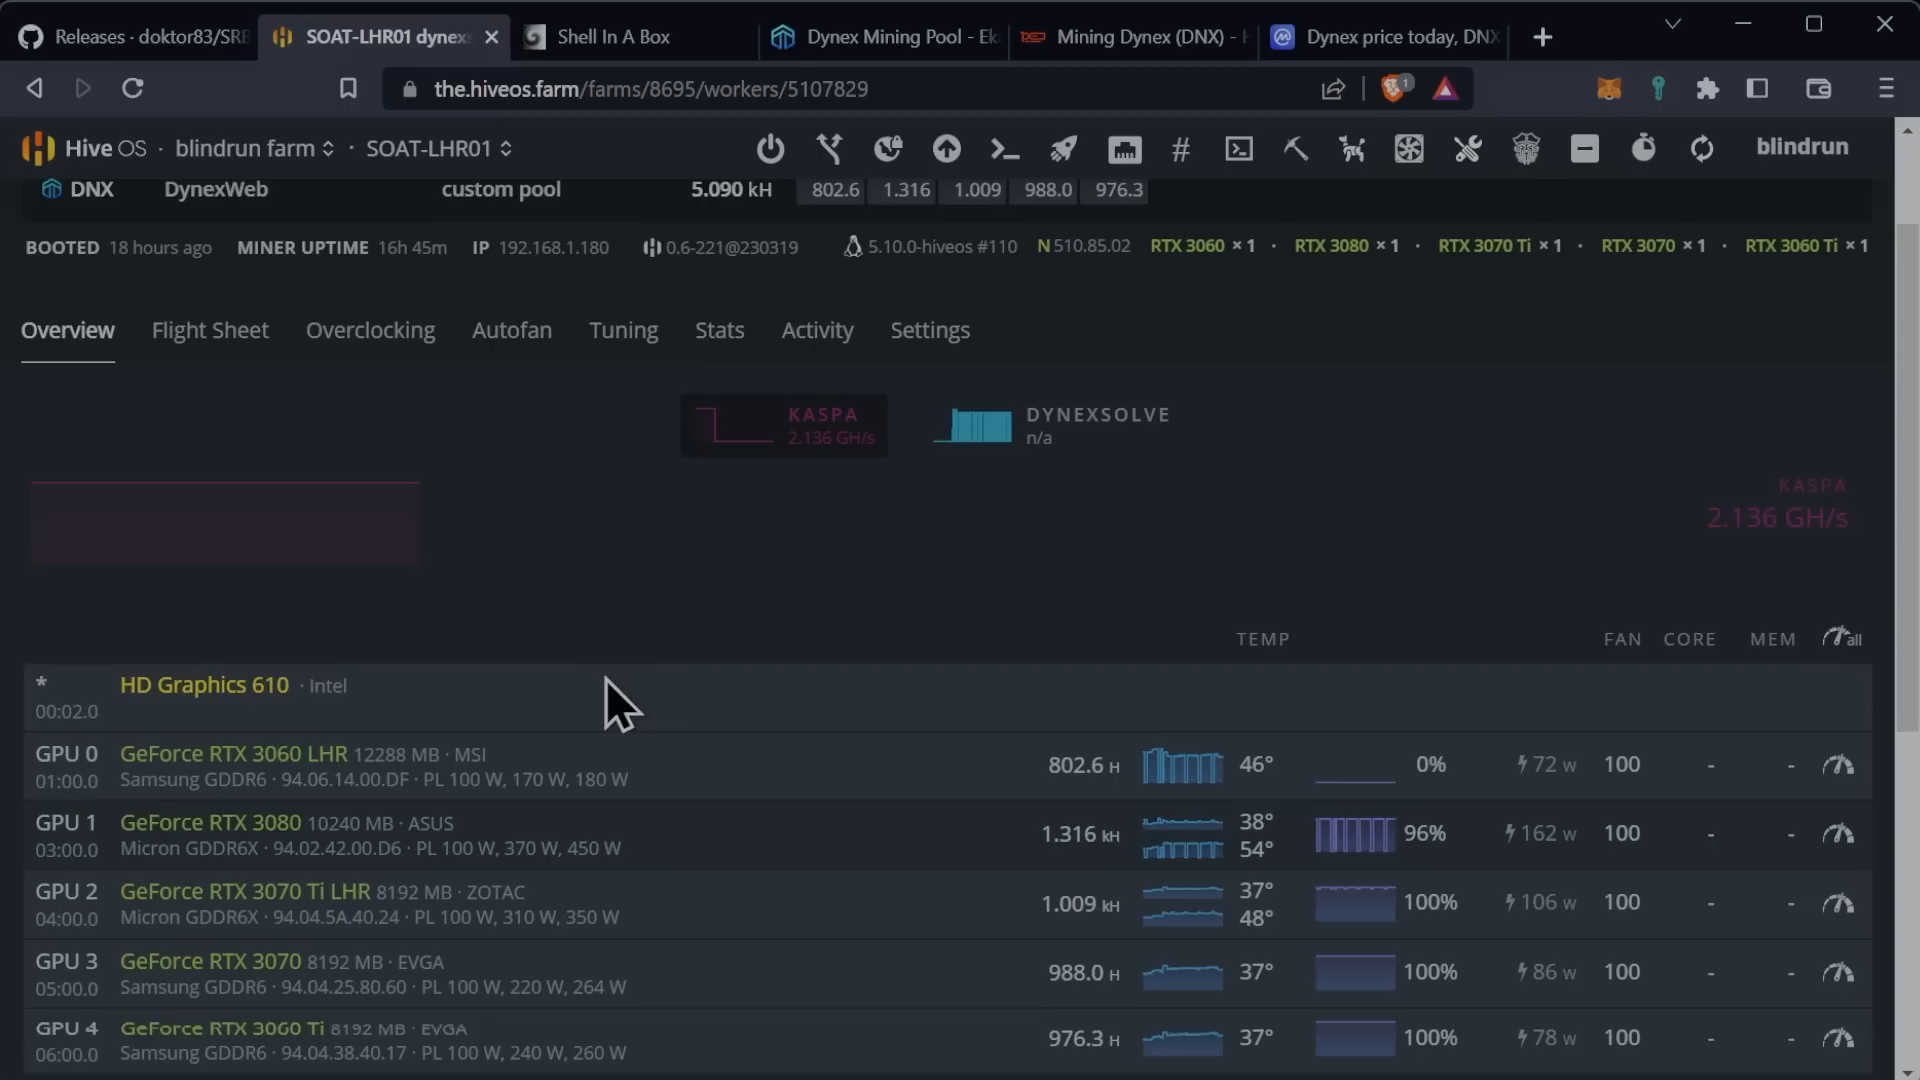 Releases · doktor83/SRB
SOAT-LHR01 dynex
Shell In A Box
Dynex Mining Pool - Ek
Mining Dynex (DNX) -
Dynex price today, DNX
the.hiveos.farm/farms/8695/workers/5107829
1
1
Hive OS · blindrun farm · SOAT-LHR01
blindrun
DNX DynexWeb custom pool 5.090 kH 802.6 1.316 1.009 988.0 976.3
BOOTED 18 hours ago MINER UPTIME 16h 45m IP 192.168.1.180 0.6-221@230319 5.10.0-hiveos #110 N 510.85.02 RTX 3060 × 1 · RTX 3080 × 1 · RTX 3070 Ti × 1 · RTX 3070 × 1 · RTX 3060 Ti × 1
Overview Flight Sheet Overclocking Autofan Tuning Stats Activity Settings
KASPA
2.136 GH/s
DYNEXSOLVE
n/a
KASPA
2.136 GH/s
TEMP FAN CORE MEM all
* HD Graphics 610 · Intel
00:02.0
GPU 0 GeForce RTX 3060 LHR 12288 MB · MSI 802.6 H 46° 0% 72 W 100 - -
01:00.0 Samsung GDDR6 · 94.06.14.00.DF · PL 100 W, 170 W, 180 W
GPU 1 GeForce RTX 3080 10240 MB · ASUS 1.316 kH 38° 96% 162 W 100 - -
03:00.0 Micron GDDR6X · 94.02.42.00.D6 · PL 100 W, 370 W, 450 W 54°
GPU 2 GeForce RTX 3070 Ti LHR 8192 MB · ZOTAC 1.009 kH 37° 100% 106 W 100 - -
04:00.0 Micron GDDR6X · 94.04.5A.40.24 · PL 100 W, 310 W, 350 W 48°
GPU 3 GeForce RTX 3070 8192 MB · EVGA 988.0 H 37° 100% 86 W 100 - -
05:00.0 Samsung GDDR6 · 94.04.25.80.60 · PL 100 W, 220 W, 264 W
GPU 4 GeForce RTX 3060 Ti 8192 MB · EVGA 976.3 H 37° 100% 78 W 100 - -
06:00.0 Samsung GDDR6 · 94.04.38.40.17 · PL 100 W, 240 W, 260 W